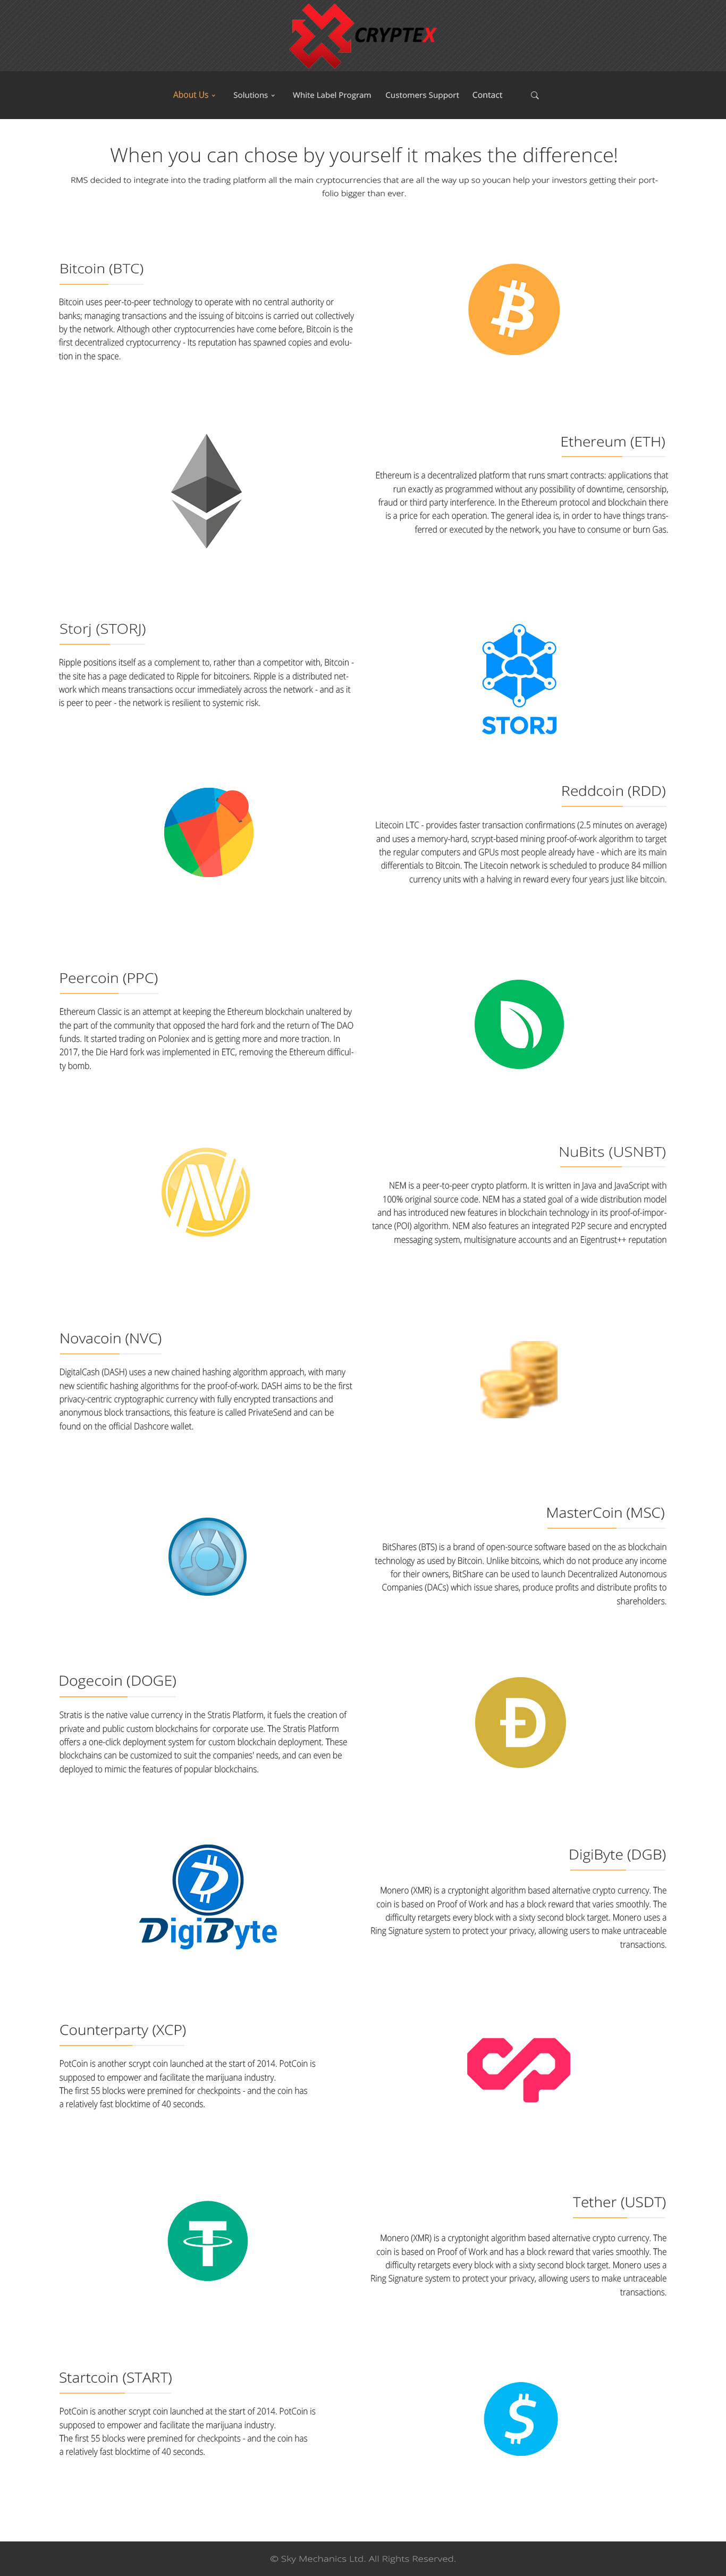 CRYPTEX
About Us Solutions White Label Program Customers Support Contact
When you can chose by yourself it makes the difference!
RMS decided to integrate into the trading platform all the main cryptocurrencies that are all the way up so youcan help your investors getting their port-
folio bigger than ever.
Bitcoin (BTC)
Bitcoin uses peer-to-peer technology to operate with no central authority or
banks; managing transactions and the issuing of bitcoins is carried out collectively
by the network. Although other cryptocurrencies have come before, Bitcoin is the
first decentralized cryptocurrency - Its reputation has spawned copies and evolu-
tion in the space.
Ethereum (ETH)
Ethereum is a decentralized platform that runs smart contracts: applications that
run exactly as programmed without any possibility of downtime, censorship,
fraud or third party interference. In the Ethereum protocol and blockchain there
is a price for each operation. The general idea is, in order to have things trans-
ferred or executed by the network, you have to consume or burn Gas.
Storj (STORJ)
Ripple positions itself as a complement to, rather than a competitor with, Bitcoin -
the site has a page dedicated to Ripple for bitcoiners. Ripple is a distributed net-
work which means transactions occur immediately across the network - and as it
is peer to peer - the network is resilient to systemic risk.
STORJ
Reddcoin (RDD)
Litecoin LTC - provides faster transaction confirmations (2.5 minutes on average)
and uses a memory-hard, scrypt-based mining proof-of-work algorithm to target
the regular computers and GPUs most people already have - which are its main
differentials to Bitcoin. The Litecoin network is scheduled to produce 84 million
currency units with a halving in reward every four years just like bitcoin.
Peercoin (PPC)
Ethereum Classic is an attempt at keeping the Ethereum blockchain unaltered by
the part of the community that opposed the hard fork and the return of The DAO
funds. It started trading on Poloniex and is getting more and more traction. In
2017, the Die Hard fork was implemented in ETC, removing the Ethereum difficul-
ty bomb.
NuBits (USNBT)
NEM is a peer-to-peer crypto platform. It is written in Java and JavaScript with
100% original source code. NEM has a stated goal of a wide distribution model
and has introduced new features in blockchain technology in its proof-of-impor-
tance (POI) algorithm. NEM also features an integrated P2P secure and encrypted
messaging system, multisignature accounts and an Eigentrust++ reputation
Novacoin (NVC)
DigitalCash (DASH) uses a new chained hashing algorithm approach, with many
new scientific hashing algorithms for the proof-of-work. DASH aims to be the first
privacy-centric cryptographic currency with fully encrypted transactions and
anonymous block transactions, this feature is called PrivateSend and can be
found on the official Dashcore wallet.
MasterCoin (MSC)
BitShares (BTS) is a brand of open-source software based on the as blockchain
technology as used by Bitcoin. Unlike bitcoins, which do not produce any income
for their owners, BitShare can be used to launch Decentralized Autonomous
Companies (DACs) which issue shares, produce profits and distribute profits to
shareholders.
Dogecoin (DOGE)
Stratis is the native value currency in the Stratis Platform, it fuels the creation of
private and public custom blockchains for corporate use. The Stratis Platform
offers a one-click deployment system for custom blockchain deployment. These
blockchains can be customized to suit the companies' needs, and can even be
deployed to mimic the features of popular blockchains.
DigiByte
DigiByte (DGB)
Monero (XMR) is a cryptonight algorithm based alternative crypto currency. The
coin is based on Proof of Work and has a block reward that varies smoothly. The
difficulty retargets every block with a sixty second block target. Monero uses a
Ring Signature system to protect your privacy, allowing users to make untraceable
transactions.
Counterparty (XCP)
PotCoin is another scrypt coin launched at the start of 2014. PotCoin is
supposed to empower and facilitate the marijuana industry.
The first 55 blocks were premined for checkpoints - and the coin has
a relatively fast blocktime of 40 seconds.
Tether (USDT)
Monero (XMR) is a cryptonight algorithm based alternative crypto currency. The
coin is based on Proof of Work and has a block reward that varies smoothly. The
difficulty retargets every block with a sixty second block target. Monero uses a
Ring Signature system to protect your privacy, allowing users to make untraceable
transactions.
Startcoin (START)
PotCoin is another scrypt coin launched at the start of 2014. PotCoin is
supposed to empower and facilitate the marijuana industry.
The first 55 blocks were premined for checkpoints - and the coin has
a relatively fast blocktime of 40 seconds.
© Sky Mechanics Ltd. All Rights Reserved.